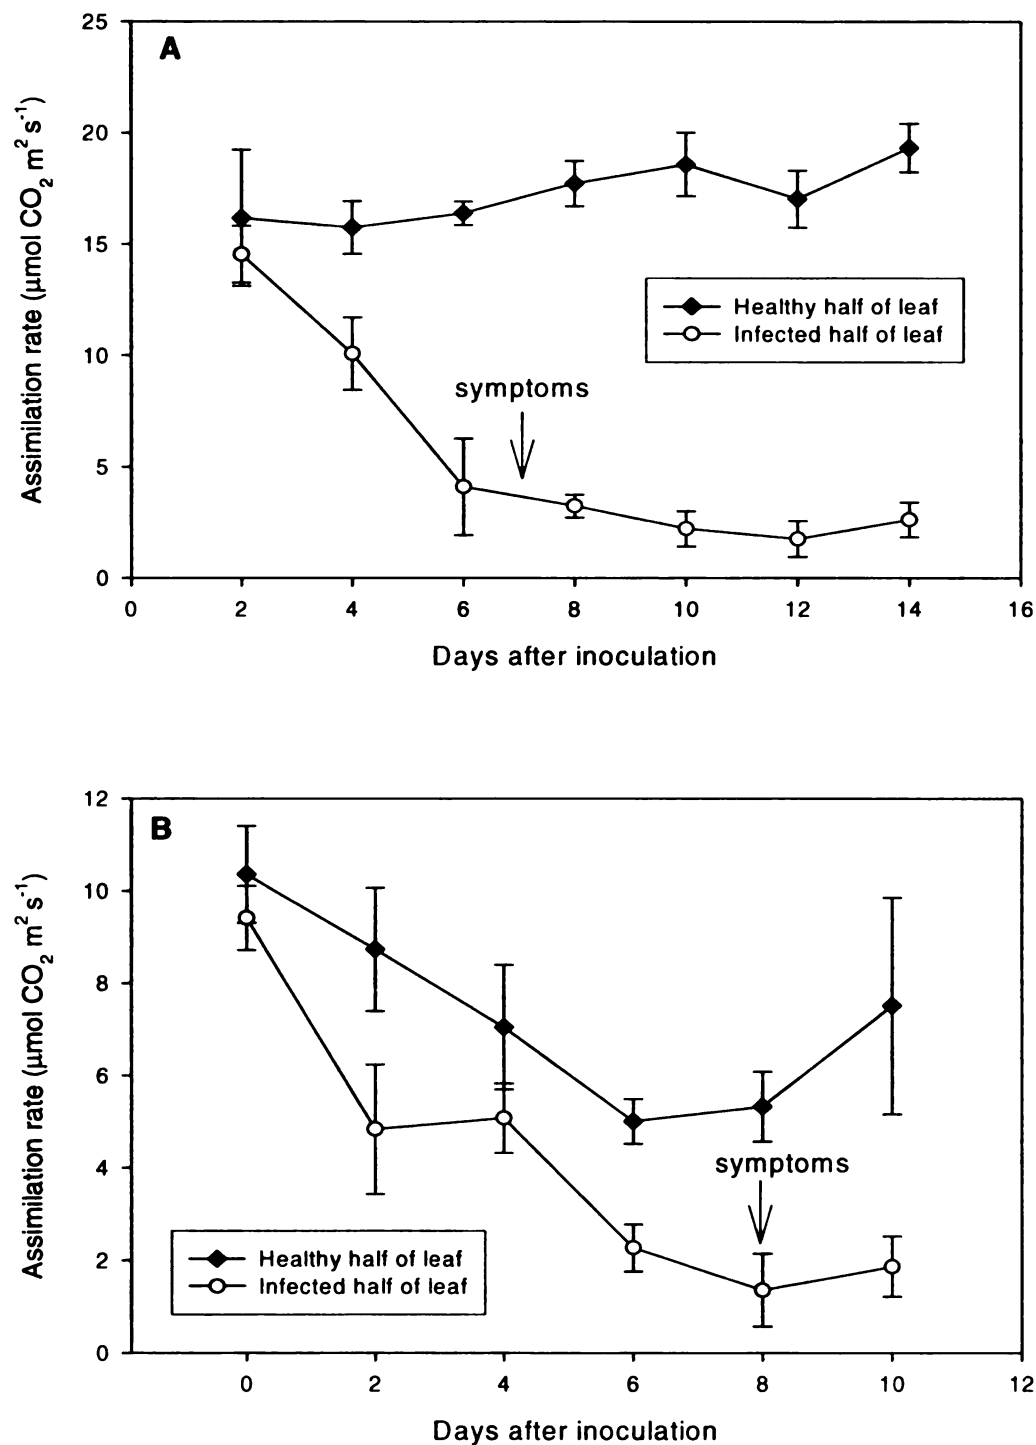 A
25
20
15
10
5
0
Assimilation rate (µmol CO₂ m² s⁻¹)
Healthy half of leaf
Infected half of leaf
symptoms
0 2 4 6 8 10 12 14 16
Days after inoculation
B
12
10
8
6
4
2
0
Assimilation rate (µmol CO₂ m² s⁻¹)
symptoms
Healthy half of leaf
Infected half of leaf
0 2 4 6 8 10 12
Days after inoculation